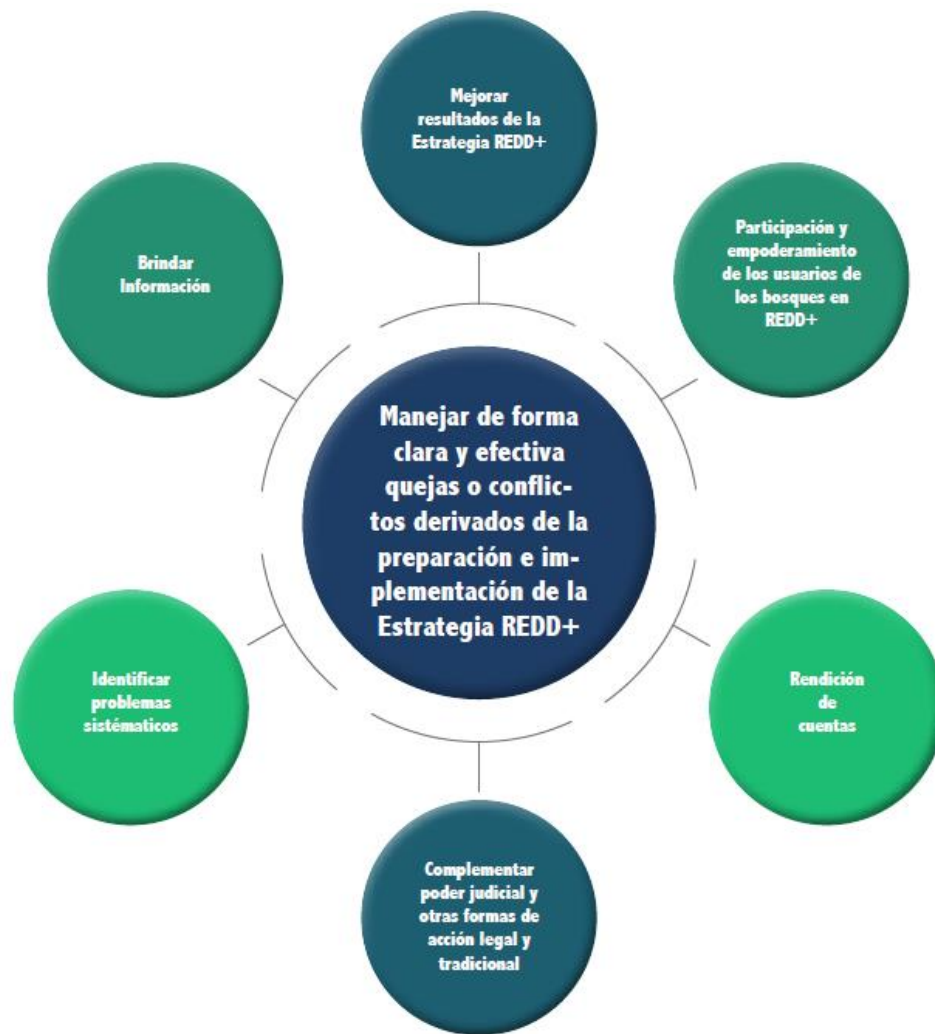 Mejorar
resultados de la
Estrategia REDD+
Participación y
empoderamiento
de los usuarios de
los bosques en
REDD+
Brindar
Información
Manejar de forma
clara y efectiva
quejas o conflic-
tos derivados de la
preparación e im-
plementación de la
Estrategia REDD+
Identificar
problemas
sistématicos
Rendición
de
cuentas
Complementar
poder judicial y
otras formas de
acción legal y
tradicional